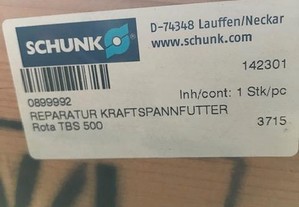 SCHUNK
D-74348 Lauffen/Neckar
www.schunk.com
142301
0899992
Inh/cont: 1 Stk/pc
REPARATUR KRAFTSPANNFUTTER
Rota TBS 500
3715